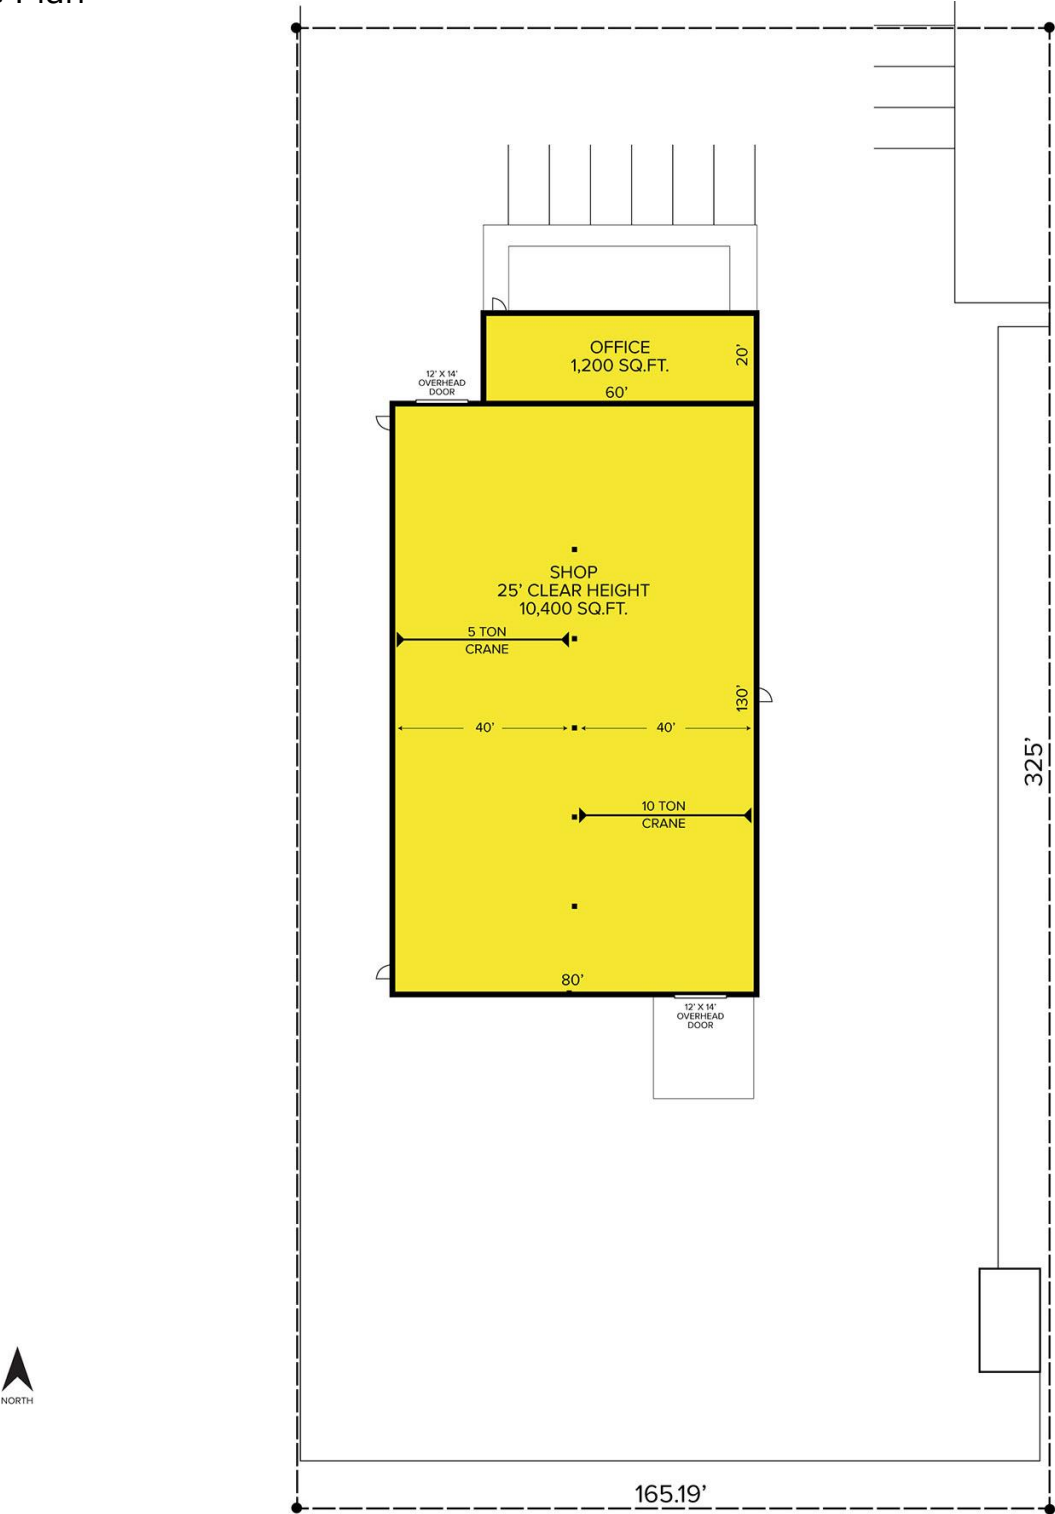 Plan
OFFICE
1,200 SQ.FT.
20'
60'
12' X 14'
OVERHEAD
DOOR
SHOP
25' CLEAR HEIGHT
10,400 SQ.FT.
5 TON
CRANE
130'
40'
40'
325'
10 TON
CRANE
80'
12' X 14'
OVERHEAD
DOOR
NORTH
165.19'